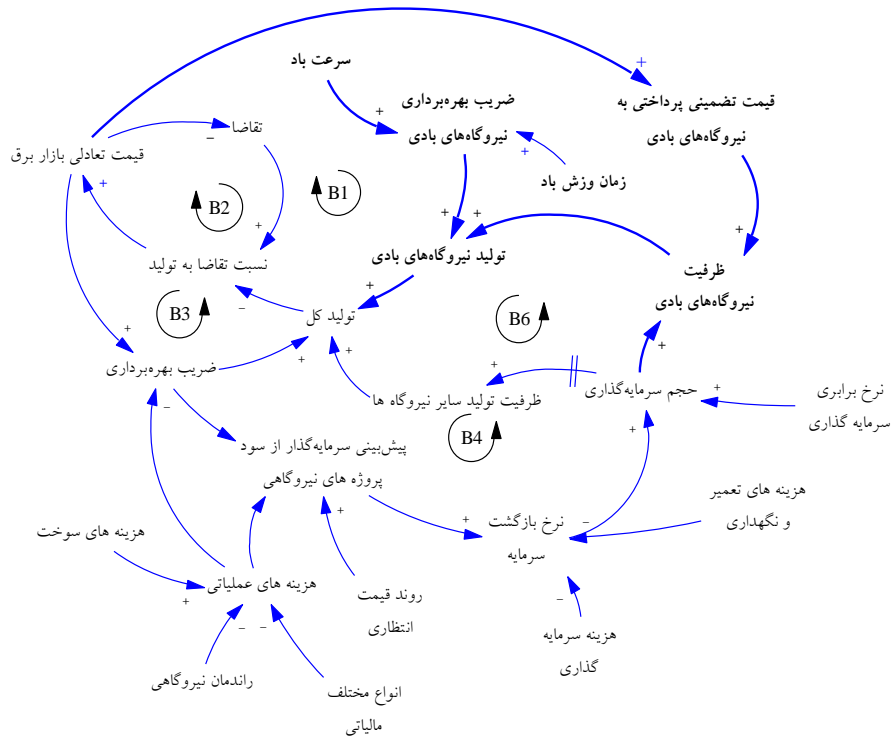 سرعت باد
ضریب بهره‌برداری
نیروگاه‌های بادی
قیمت تضمینی پرداختی به
نیروگاه‌های بادی
تقاضا
قیمت تعادلی بازار برق
زمان وزش باد
B1
B2
تولید نیروگاه‌های بادی
نسبت تقاضا به تولید
ظرفیت
نیروگاه‌های بادی
B3
تولید کل
B6
ضریب بهره‌برداری
ظرفیت تولید سایر نیروگاه ها
حجم سرمایه‌گذاری
نرخ برابری
سرمایه گذاری
B4
پیش‌بینی سرمایه‌گذار از سود
پروژه های نیروگاهی
هزینه های تعمیر
و نگهداری
نرخ بازگشت
سرمایه
هزینه های سوخت
هزینه های عملیاتی
روند قیمت
انتظاری
هزینه سرمایه
گذاری
راندمان نیروگاهی
انواع مختلف
مالیاتی